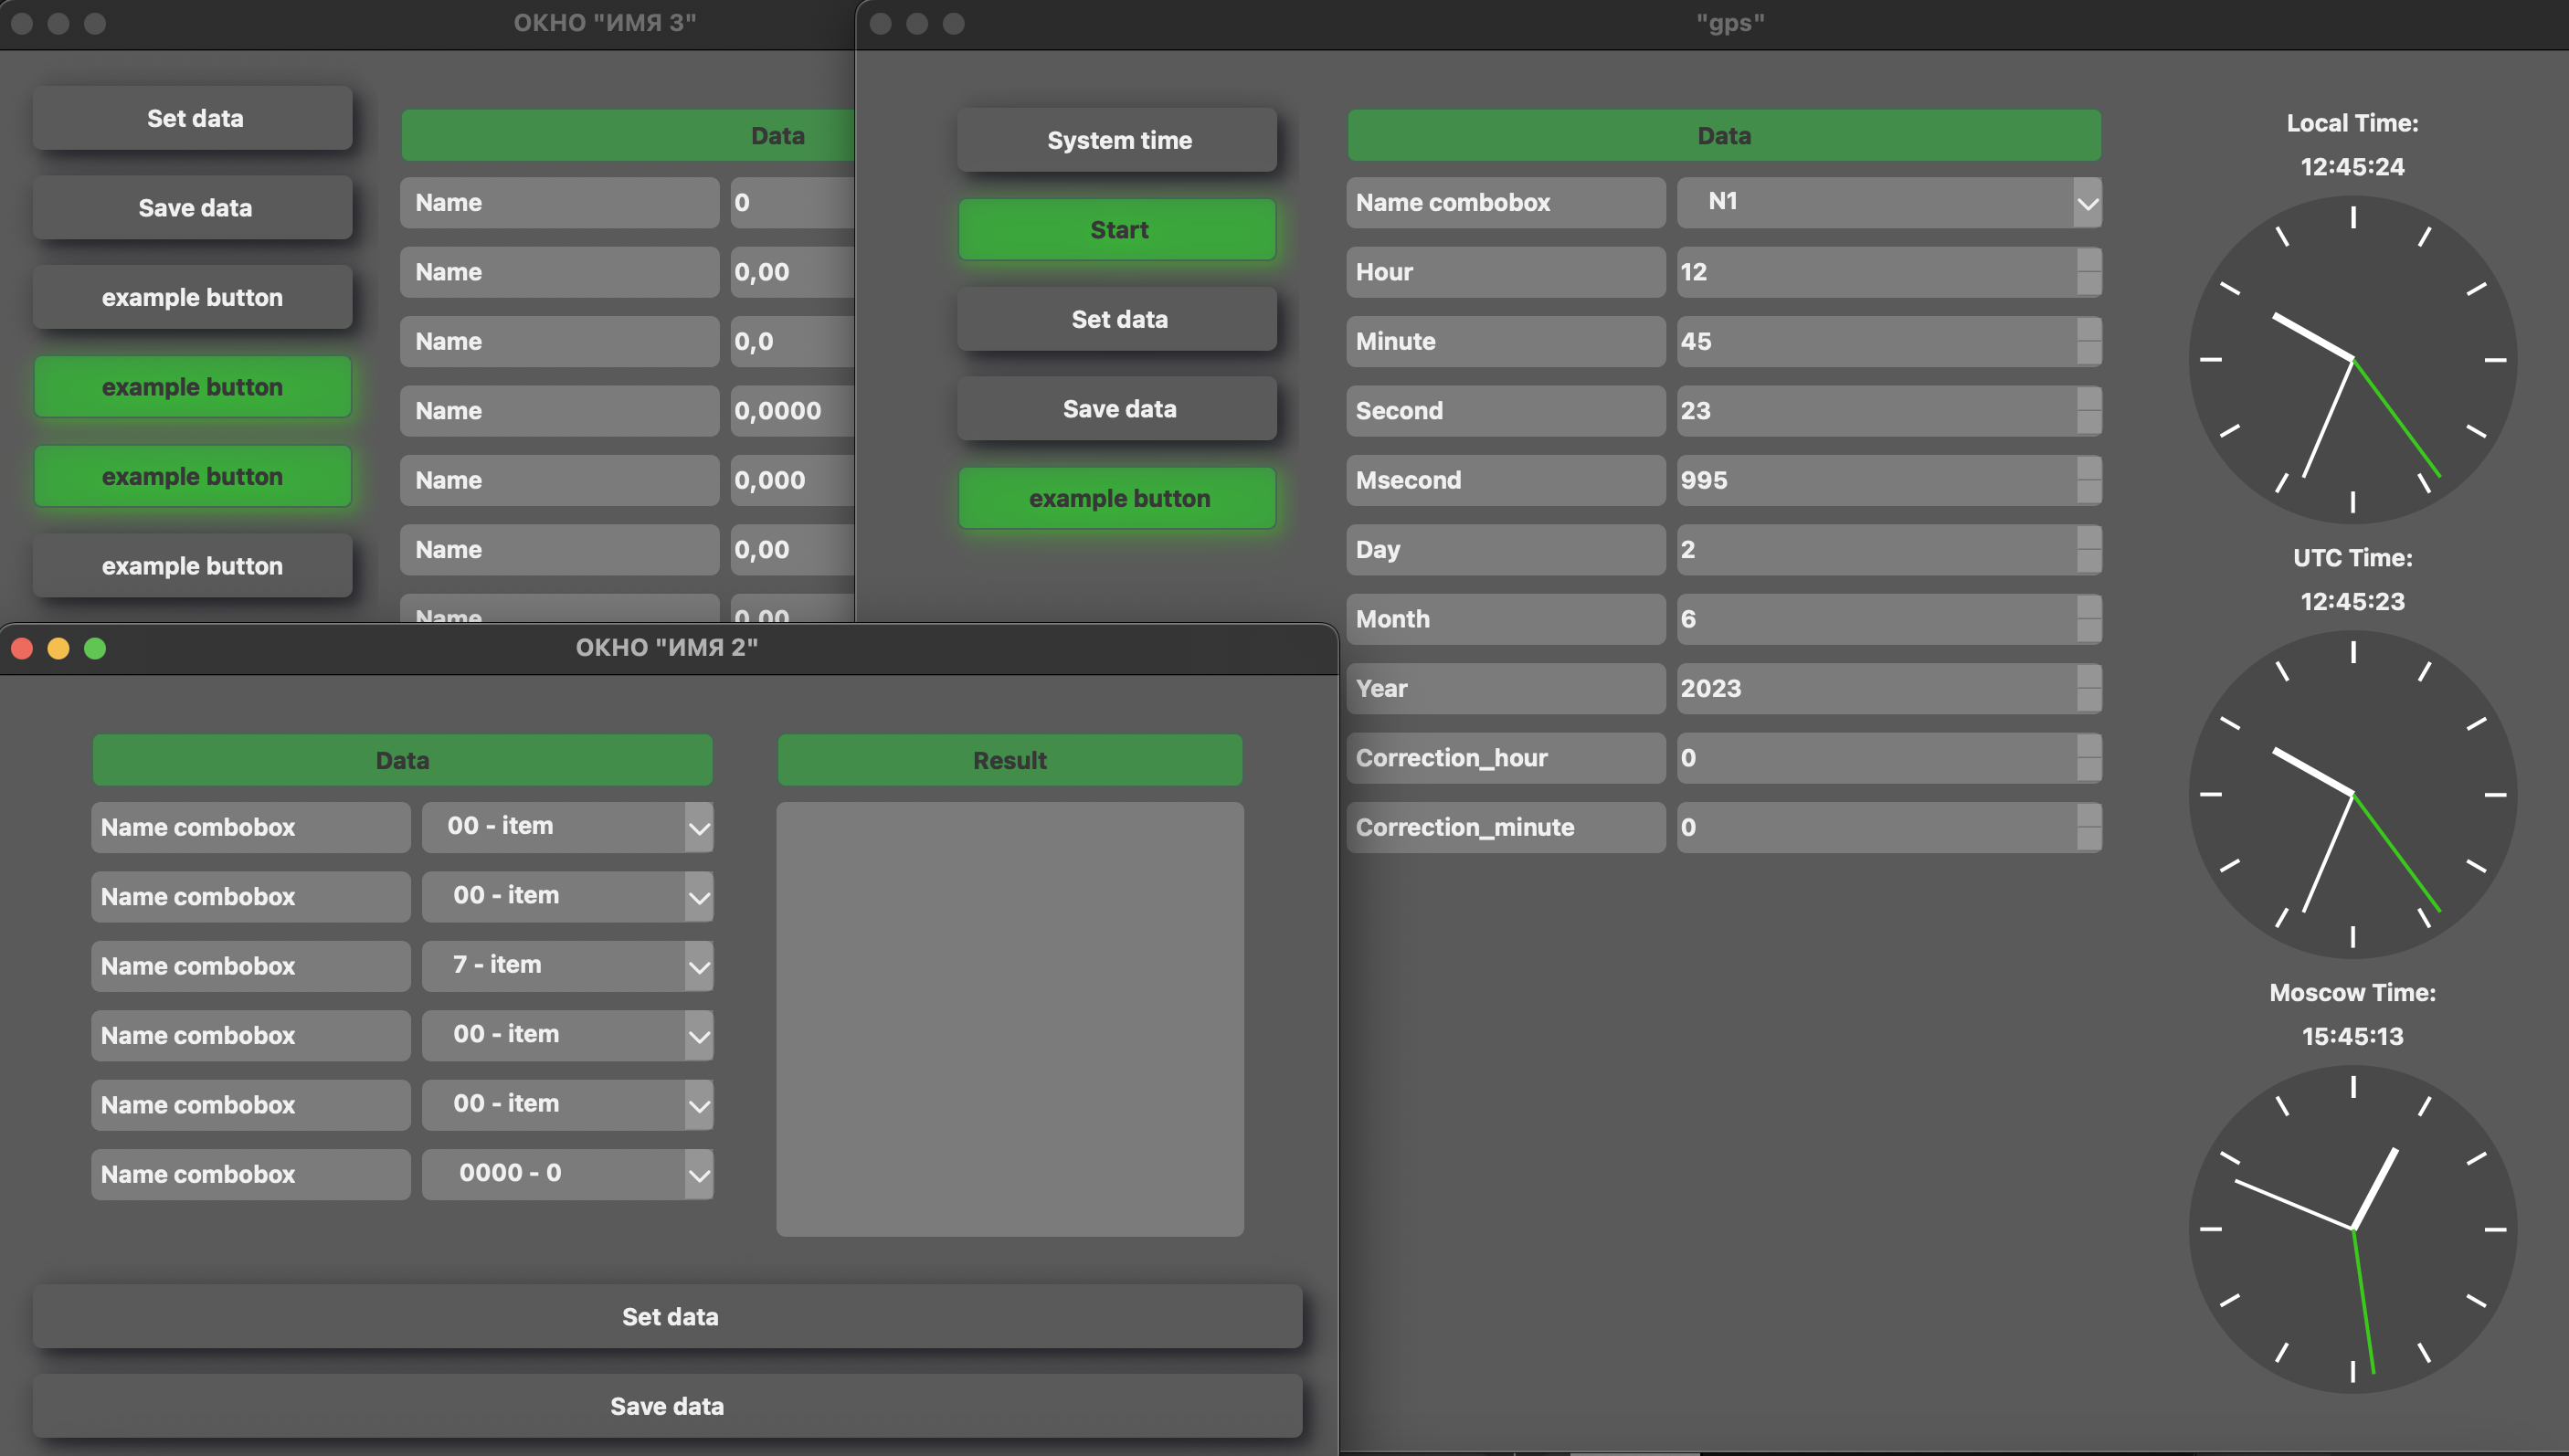 ОКНО "ИМЯ 3"
Set data
Save data
example button
example button
example button
example button
Data
Name 0
Name 0,00
Name 0,0
Name 0,0000
Name 0,000
Name 0,00
Name 0,00
"gps"
System time
Start
Set data
Save data
example button
Data
Name combobox N1
Hour 12
Minute 45
Second 23
Msecond 995
Day 2
Month 6
Year 2023
Correction_hour 0
Correction_minute 0
Local Time:
12:45:24
UTC Time:
12:45:23
Moscow Time:
15:45:13
ОКНО "ИМЯ 2"
Data
Name combobox 00 - item
Name combobox 00 - item
Name combobox 7 - item
Name combobox 00 - item
Name combobox 00 - item
Name combobox 0000 - 0
Result
Set data
Save data